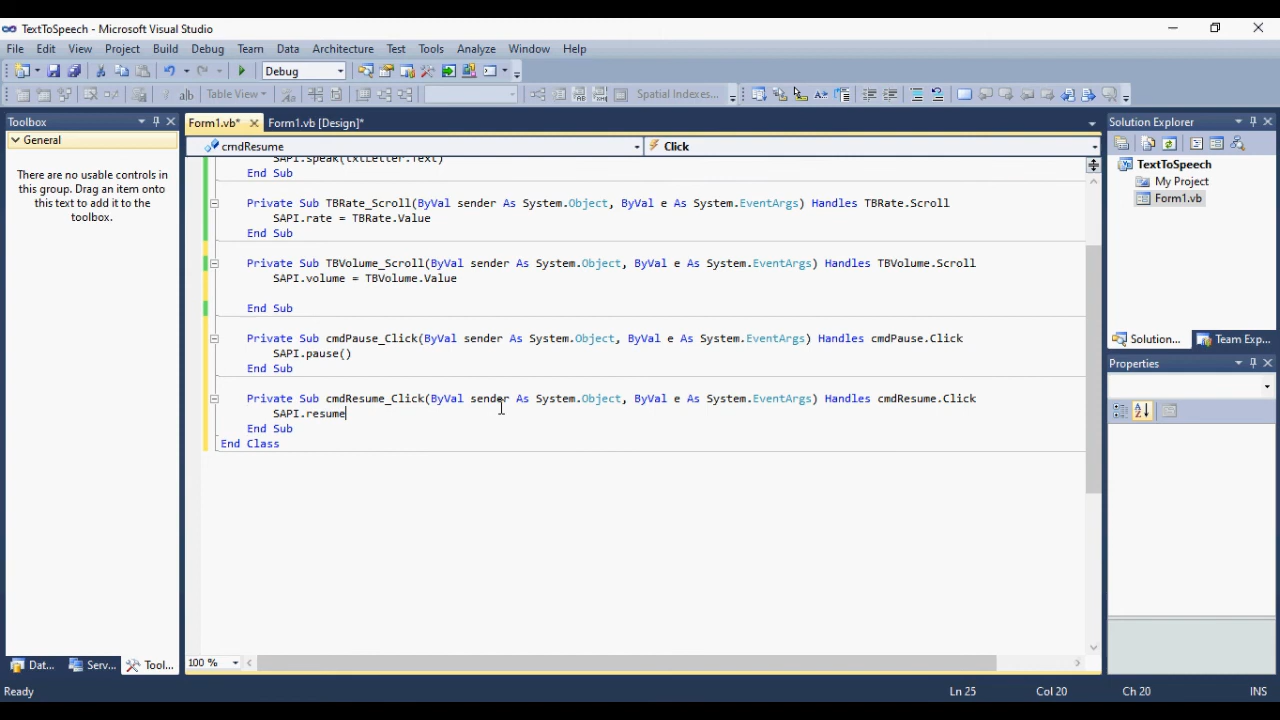 TextToSpeech - Microsoft Visual Studio
File Edit View Project Build Debug Team Data Architecture Test Tools Analyze Window Help
Debug
Table View Spatial Indexes...
Toolbox
General
There are no usable controls in
this group. Drag an item onto
this text to add it to the
toolbox.
Dat... Serv... Tool...
Form1.vb* Form1.vb [Design]*
cmdResume Click
SAPI.speak(txtLetter.Text)
End Sub
Private Sub TBRate_Scroll(ByVal sender As System.Object, ByVal e As System.EventArgs) Handles TBRate.Scroll
SAPI.rate = TBRate.Value
End Sub
Private Sub TBVolume_Scroll(ByVal sender As System.Object, ByVal e As System.EventArgs) Handles TBVolume.Scroll
SAPI.volume = TBVolume.Value
End Sub
Private Sub cmdPause_Click(ByVal sender As System.Object, ByVal e As System.EventArgs) Handles cmdPause.Click
SAPI.pause()
End Sub
Private Sub cmdResume_Click(ByVal sender As System.Object, ByVal e As System.EventArgs) Handles cmdResume.Click
SAPI.resume
End Sub
End Class
100 %
Solution Explorer
TextToSpeech
My Project
Form1.vb
Solution... Team Exp...
Properties
Ready Ln 25 Col 20 Ch 20 INS